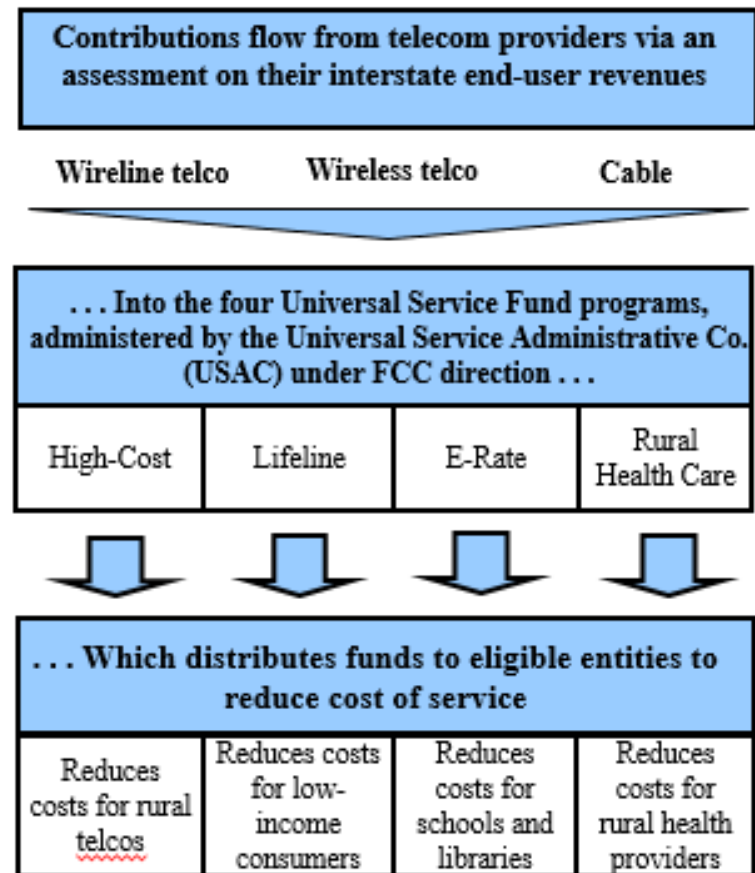 Contributions flow from telecom providers via an
assessment on their interstate end-user revenues
Wireline telco Wireless telco Cable
. . . Into the four Universal Service Fund programs,
administered by the Universal Service Administrative Co.
(USAC) under FCC direction . . .
High-Cost
Lifeline
E-Rate
Rural
Health Care
. . . Which distributes funds to eligible entities to
reduce cost of service
Reduces
costs for rural
telcos
Reduces costs
for low-
income
consumers
Reduces
costs for
schools and
libraries
Reduces
costs for
rural health
providers